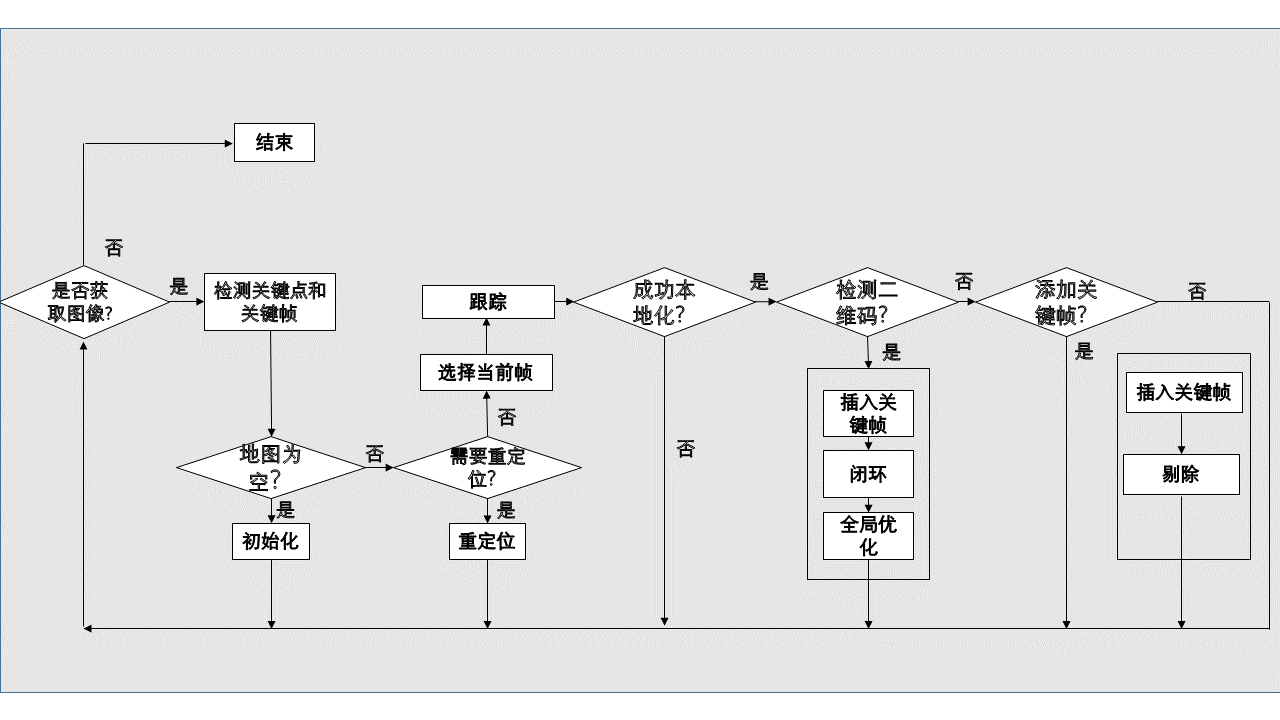 结束
否
是否获
取图像?
是
检测关键点和
关键帧
地图为
空?
是
初始化
否
需要重定
位?
是
重定位
否
选择当前帧
跟踪
成功本
地化?
否
是
检测二
维码?
是
插入关
键帧
闭环
全局优
化
否
添加关
键帧?
是
否
插入关键帧
剔除